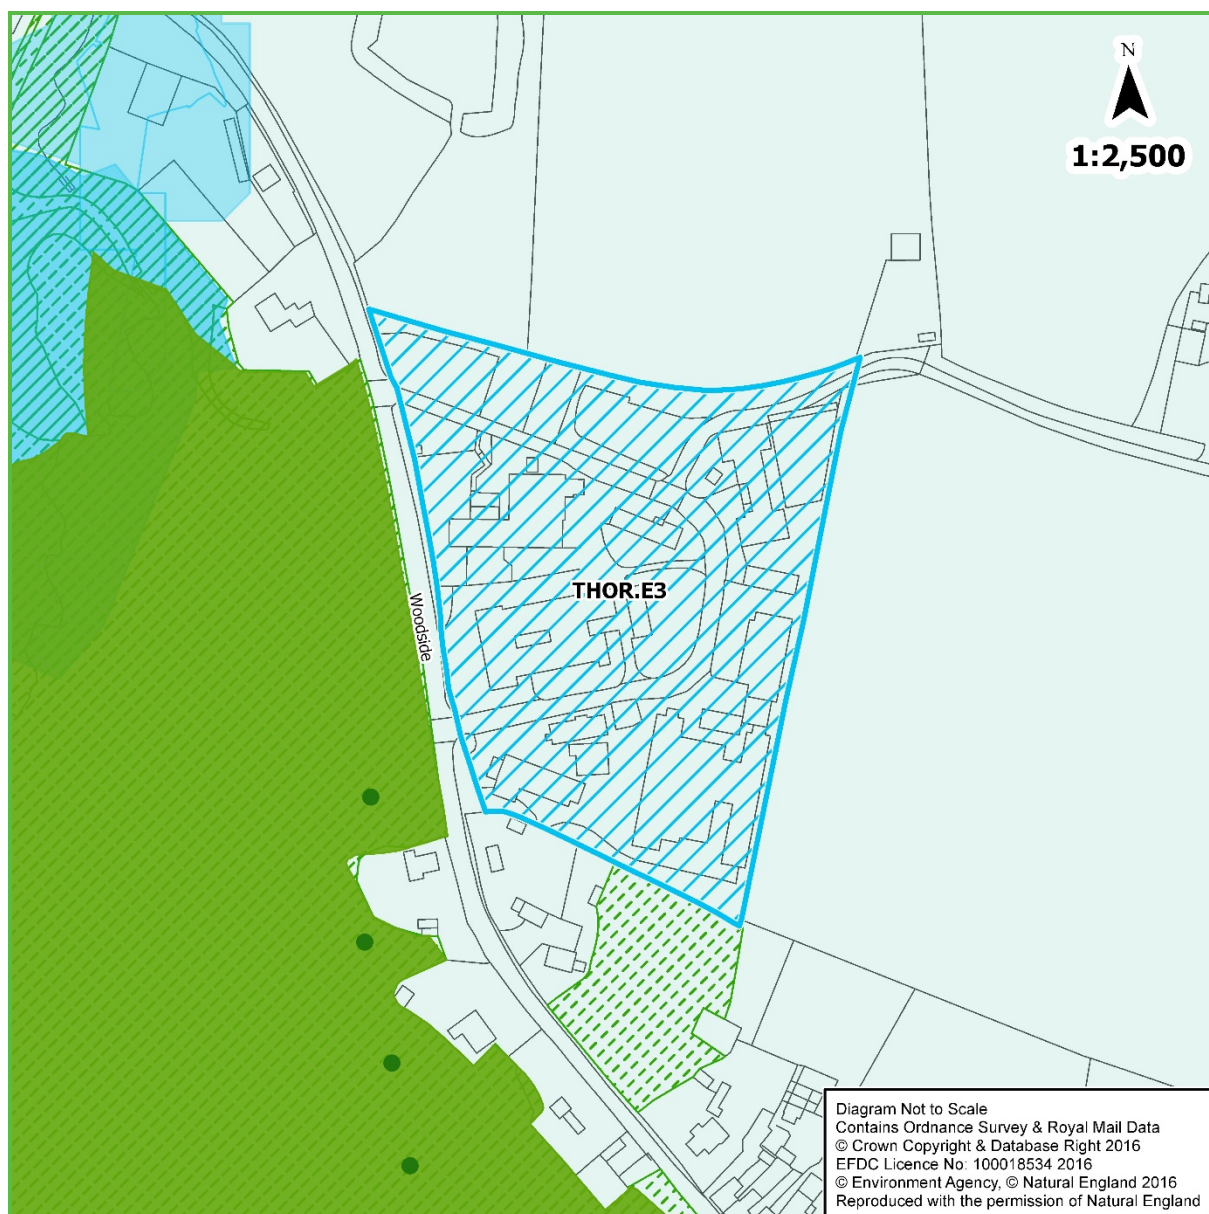 N
1:2,500
THOR.E3
Woodside
Diagram Not to Scale
Contains Ordnance Survey & Royal Mail Data
© Crown Copyright & Database Right 2016
EFDC Licence No: 100018534 2016
© Environment Agency, © Natural England 2016
Reproduced with the permission of Natural England